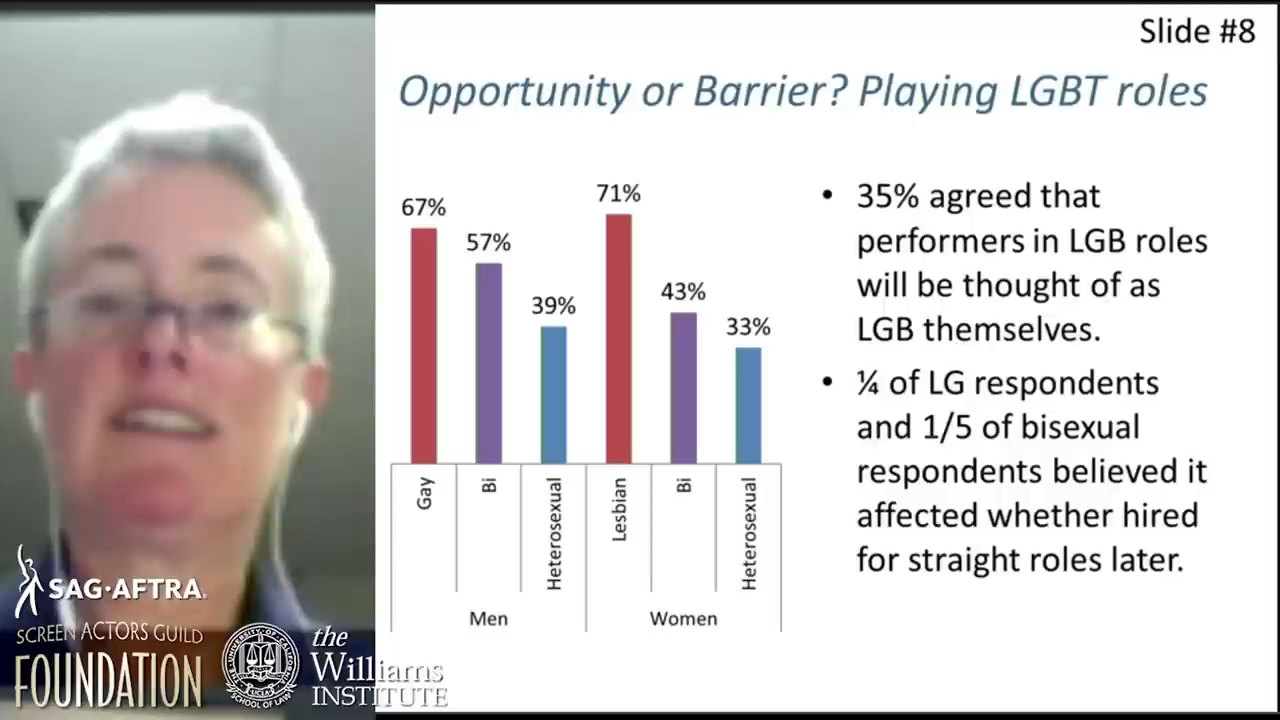 Slide #8
Opportunity or Barrier? Playing LGBT roles
67%
57%
39%
71%
43%
33%
Gay
Bi
Heterosexual
Lesbian
Bi
Heterosexual
Men
Women
• 35% agreed that
performers in LGB roles
will be thought of as
LGB themselves.
• ¼ of LG respondents
and 1/5 of bisexual
respondents believed it
affected whether hired
for straight roles later.
SAG·AFTRA.
SCREEN ACTORS GUILD
FOUNDATION
the
Williams
INSTITUTE